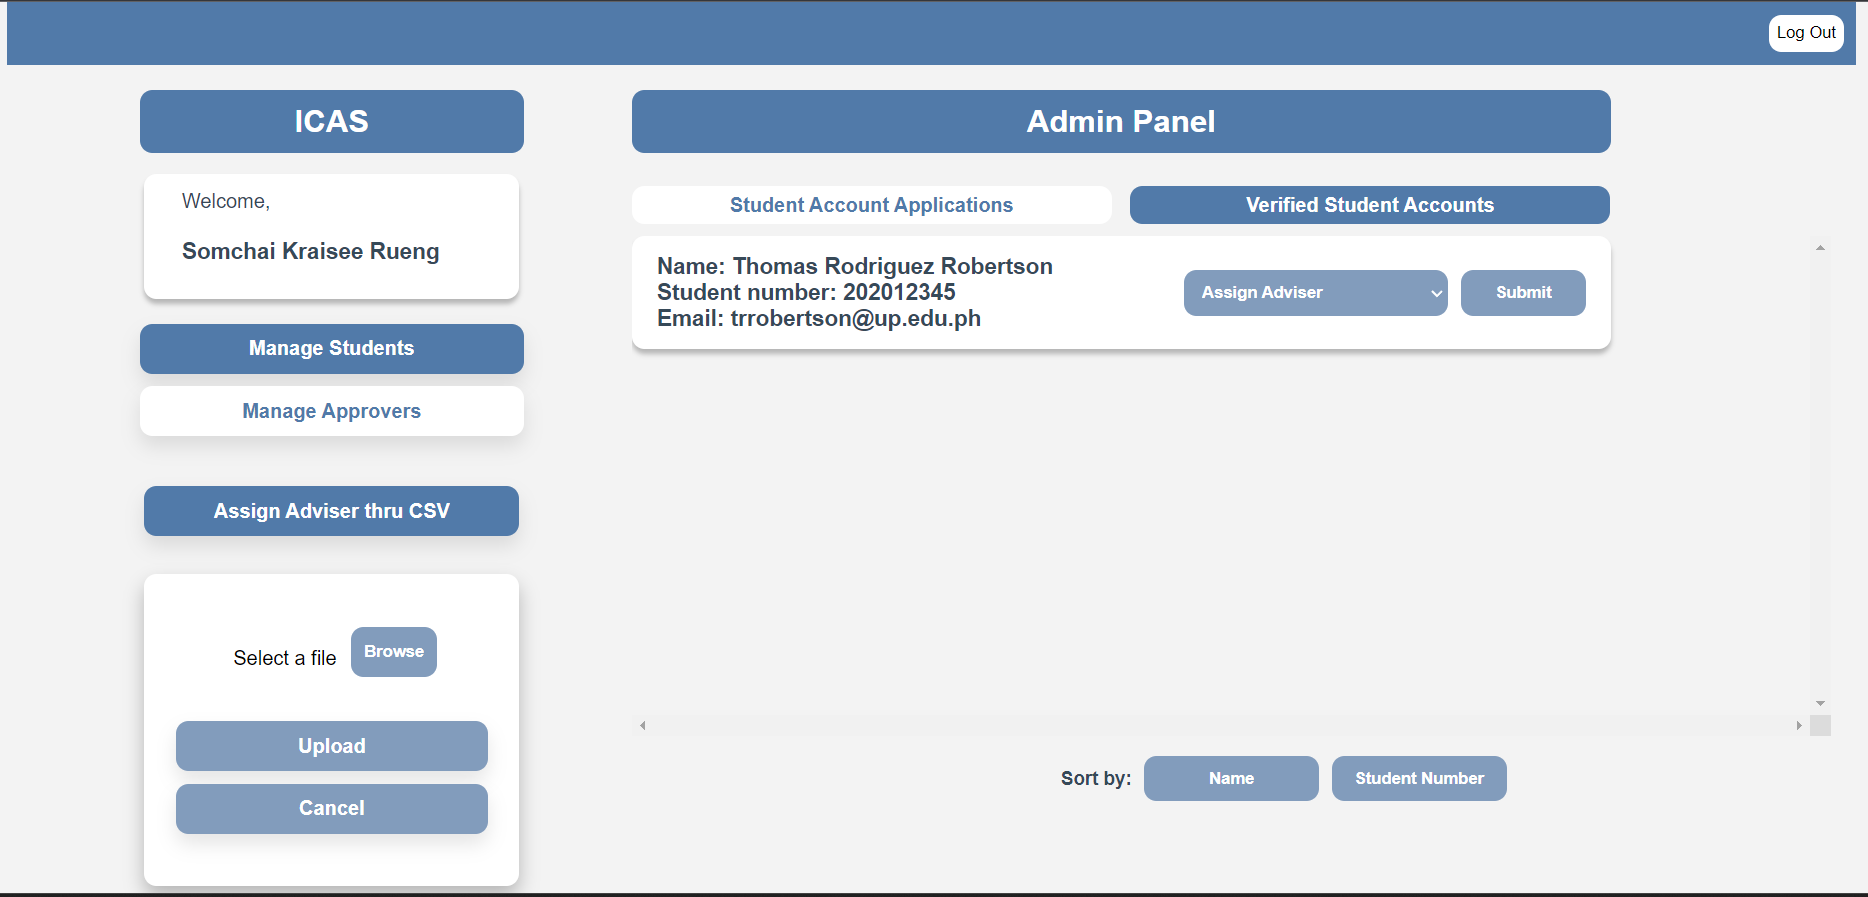 Log Out
ICAS
Welcome,
Somchai Kraisee Rueng
Manage Students
Manage Approvers
Assign Adviser thru CSV
Select a file
Browse
Upload
Cancel
Admin Panel
Student Account Applications
Verified Student Accounts
Name: Thomas Rodriguez Robertson
Student number: 202012345
Email: trrobertson@up.edu.ph
Assign Adviser
Submit
Sort by:
Name
Student Number